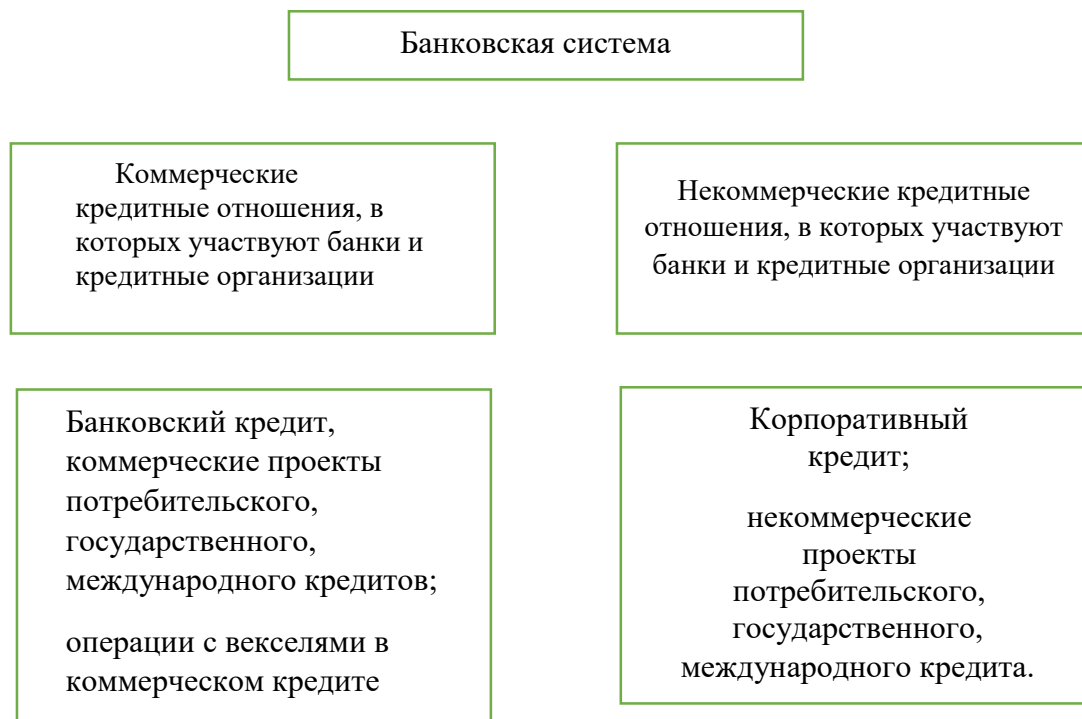 Банковская система
Коммерческие
кредитные отношения, в
которых участвуют банки и
кредитные организации
Некоммерческие кредитные
отношения, в которых участвуют
банки и кредитные организации
Банковский кредит,
коммерческие проекты
потребительского,
государственного,
международного кредитов;
операции с векселями в
коммерческом кредите
Корпоративный
кредит;
некоммерческие
проекты
потребительского,
государственного,
международного кредита.